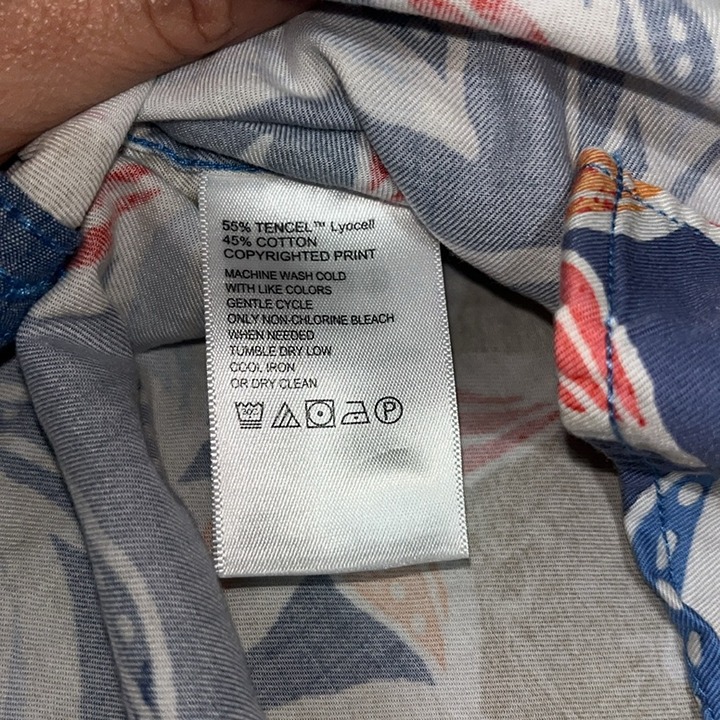 55% TENCEL™ Lyocell
45% COTTON
COPYRIGHTED PRINT
MACHINE WASH COLD
WITH LIKE COLORS
GENTLE CYCLE
ONLY NON-CHLORINE BLEACH
WHEN NEEDED
TUMBLE DRY LOW
COOL IRON
OR DRY CLEAN
30°C P